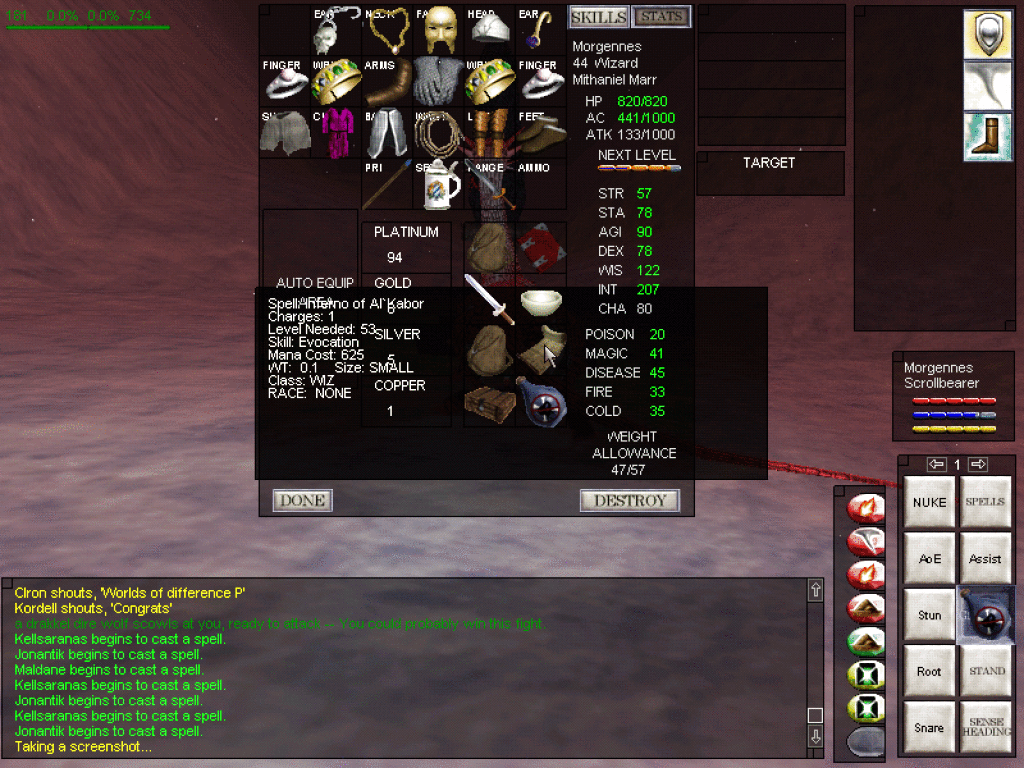 181 0.0% 0.0% 734
EAR NECK FACE HEAD EAR
SKILLS STATS
Morgennes
44 Wizard
Mithaniel Marr
FINGER ARMS FINGER
HP 820/820
AC 441/1000
ATK 133/1000
FEET
NEXT LEVEL
PRI RANGE AMMO
TARGET
STR 57
STA 78
AGI 90
DEX 78
WIS 122
INT 207
CHA 80
PLATINUM
94
AUTO EQUIP
AREA
GOLD
6
Spell: Inferno of Al`Kabor
Charges: 1
Level Needed: 53
Skill: Evocation
Mana Cost: 625
WT: 0.1 Size: SMALL
Class: WIZ
RACE: NONE
SILVER
5
COPPER
1
POISON 20
MAGIC 41
DISEASE 45
FIRE 33
COLD 35
WEIGHT
ALLOWANCE
47/57
DONE DESTROY
Morgennes
Scrollbearer
1
NUKE SPELLS
AoE Assist
Stun
Root STAND
Snare SENSE
HEADING
CIron shouts, 'Worlds of difference P'
Kordell shouts, 'Congrats'
a drakkel dire wolf scowls at you, ready to attack -- You could probably win this fight.
Kellsaranas begins to cast a spell.
Jonantik begins to cast a spell.
Maldane begins to cast a spell.
Kellsaranas begins to cast a spell.
Jonantik begins to cast a spell.
Kellsaranas begins to cast a spell.
Jonantik begins to cast a spell.
Taking a screenshot...